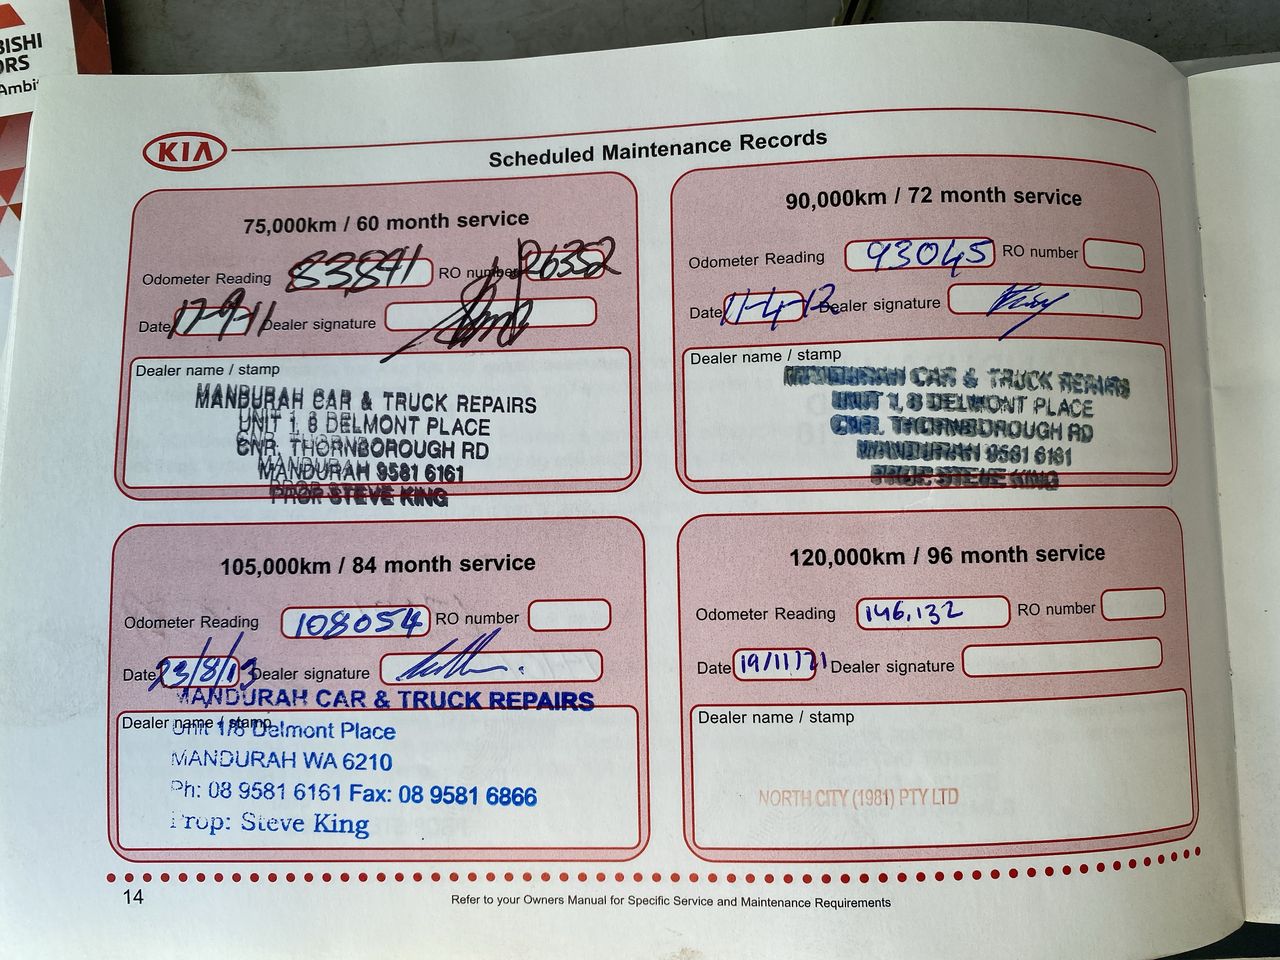 BISHI
ORS
Ambi
KIA
Scheduled Maintenance Records
75,000km / 60 month service
Odometer Reading 83,841 RO number 26352
Date 17-9-11 Dealer signature
Dealer name / stamp
MANDURAH CAR & TRUCK REPAIRS
UNIT 1, 8 DELMONT PLACE
CNR. THORNBOROUGH RD
MANDURAH 9581 6161
PROP STEVE KING
90,000km / 72 month service
Odometer Reading 93045 RO number
Date 11-4-12 Dealer signature
Dealer name / stamp
MANDURAH CAR & TRUCK REPAIRS
UNIT 1, 8 DELMONT PLACE
CNR. THORNBOROUGH RD
MANDURAH 9581 6161
PROP STEVE KING
105,000km / 84 month service
Odometer Reading 108054 RO number
Date 23/8/13 Dealer signature
MANDURAH CAR & TRUCK REPAIRS
Dealer name / stamp
Unit 1/8 Delmont Place
MANDURAH WA 6210
Ph: 08 9581 6161 Fax: 08 9581 6866
Prop: Steve King
120,000km / 96 month service
Odometer Reading 146,132 RO number
Date 19/11/21 Dealer signature
Dealer name / stamp
NORTH CITY (1981) PTY LTD
14
Refer to your Owners Manual for Specific Service and Maintenance Requirements